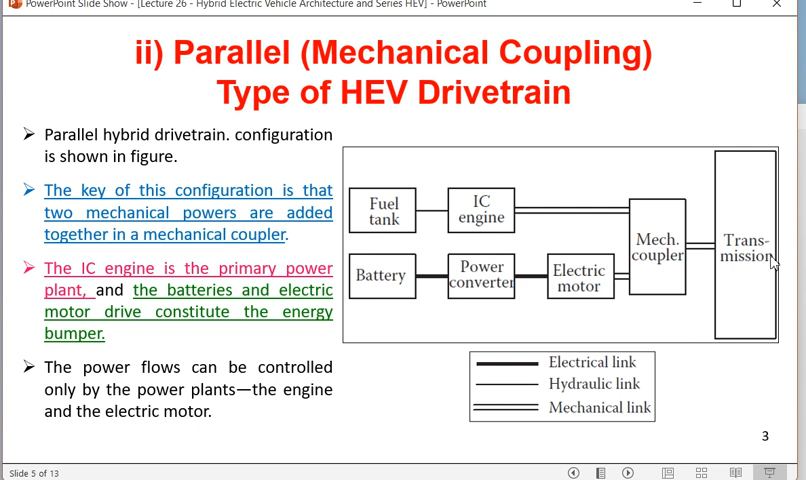 PowerPoint Slide Show - [Lecture 26 - Hybrid Electric Vehicle Architecture and Series HEV] - PowerPoint
ii) Parallel (Mechanical Coupling)
Type of HEV Drivetrain
Parallel hybrid drivetrain. configuration
is shown in figure.
The key of this configuration is that
two mechanical powers are added
together in a mechanical coupler.
The IC engine is the primary power
plant, and the batteries and electric
motor drive constitute the energy
bumper.
The power flows can be controlled
only by the power plants—the engine
and the electric motor.
Fuel
tank
IC
engine
Battery
Power
converter
Electric
motor
Mech.
coupler
Trans-
mission
Electrical link
Hydraulic link
Mechanical link
3
Slide 5 of 13